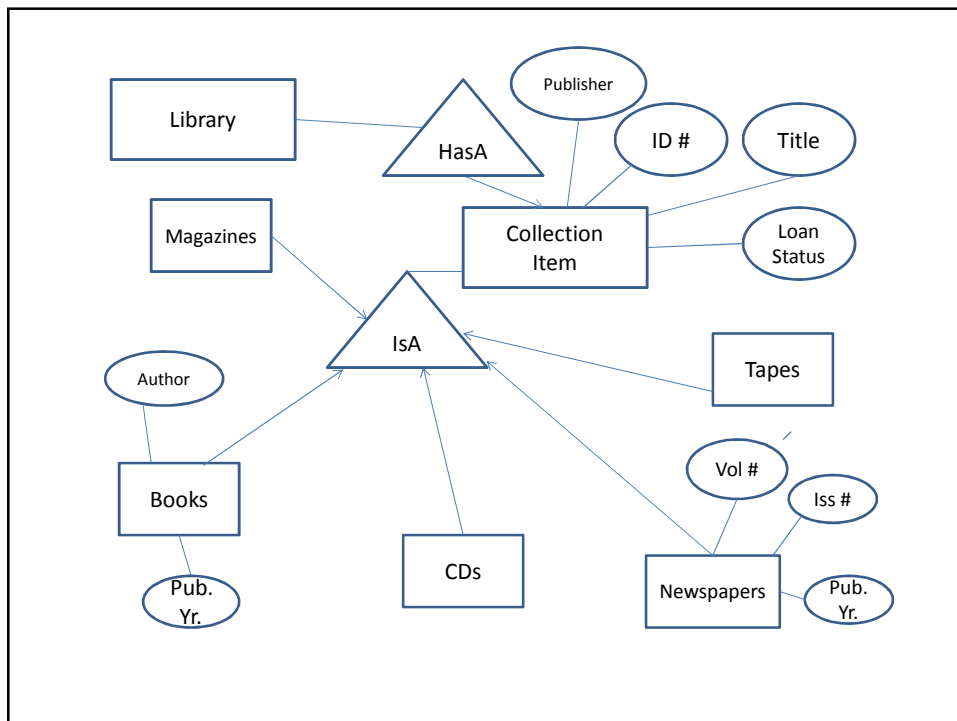 Publisher
Library
ID #
Title
HasA
Magazines
Collection
Item
Loan
Status
IsA
Tapes
Author
Vol #
Iss #
Books
CDs
Newspapers
Pub.
Yr.
Pub.
Yr.